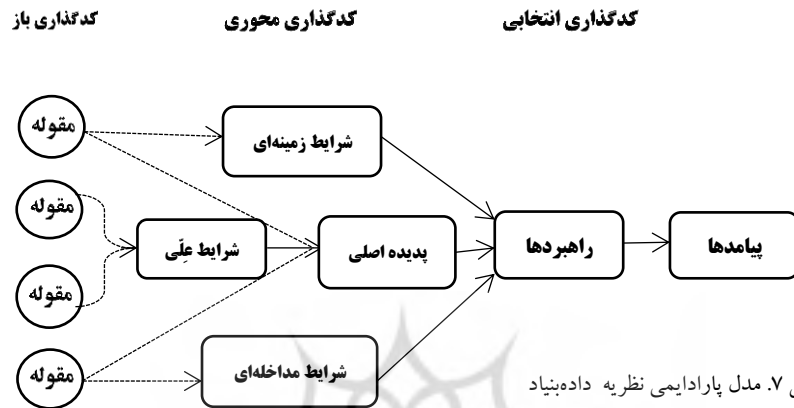 کدگذاری باز
کدگذاری محوری
کدگذاری انتخابی
مقوله
شرایط زمینه‌ای
مقوله
شرایط عِلّی
پدیده اصلی
راهبردها
پیامدها
مقوله
مقوله
شرایط مداخله‌ای
۷. مدل پارادایمی نظریه داده‌بنیاد